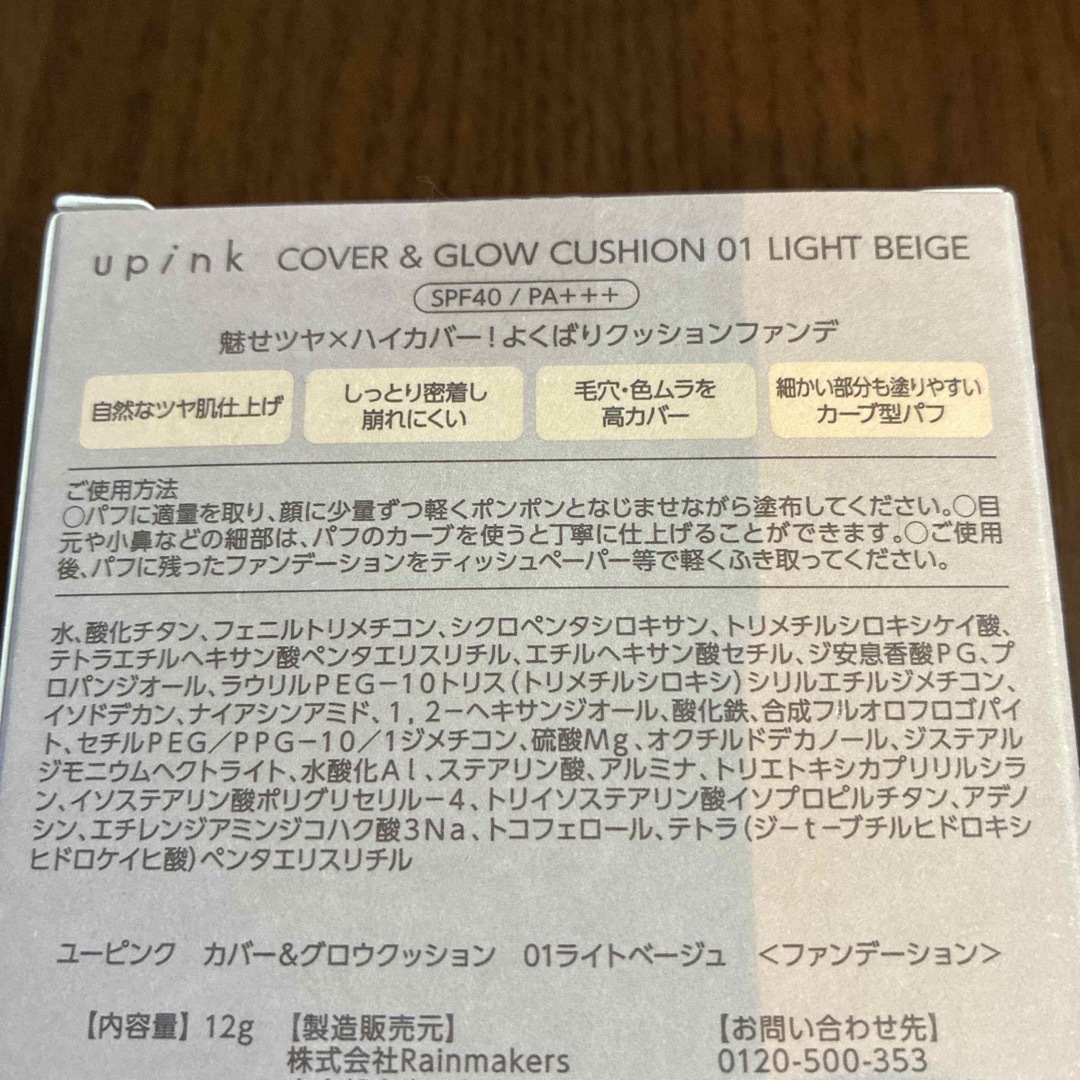 upink COVER & GLOW CUSHION 01 LIGHT BEIGE
SPF40 / PA+++
魅せツヤ×ハイカバー!よくばりクッションファンデ
自然なツヤ肌仕上げ
しっとり密着し
崩れにくい
毛穴・色ムラを
高カバー
細かい部分も塗りやすい
カーブ型パフ
ご使用方法
○パフに適量を取り、顔に少量ずつ軽くポンポンとなじませながら塗布してください。○目
元や小鼻などの細部は、パフのカーブを使うと丁寧に仕上げることができます。○ご使用
後、パフに残ったファンデーションをティッシュペーパー等で軽くふき取ってください。
水、酸化チタン、フェニルトリメチコン、シクロペンタシロキサン、トリメチルシロキシケイ酸、
テトラエチルヘキサン酸ペンタエリスリチル、エチルヘキサン酸セチル、ジ安息香酸PG、プ
ロパンジオール、ラウリルPEG−10トリス(トリメチルシロキシ)シリルエチルジメチコン、
イソドデカン、ナイアシンアミド、1,2−ヘキサンジオール、酸化鉄、合成フルオロフロゴパイ
ト、セチルPEG/PPG−10/1ジメチコン、硫酸Mg、オクチルドデカノール、ジステアル
ジモニウムヘクトライト、水酸化Al、ステアリン酸、アルミナ、トリエトキシカプリリルシラ
ン、イソステアリン酸ポリグリセリル−4、トリイソステアリン酸イソプロピルチタン、アデノ
シン、エチレンジアミンジコハク酸3Na、トコフェロール、テトラ(ジ−t−ブチルヒドロキシ
ヒドロケイヒ酸)ペンタエリスリチル
ユーピンク カバー&グロウクッション 01ライトベージュ <ファンデーション>
【内容量】12g 【製造販売元】 【お問い合わせ先】
株式会社Rainmakers 0120-500-353